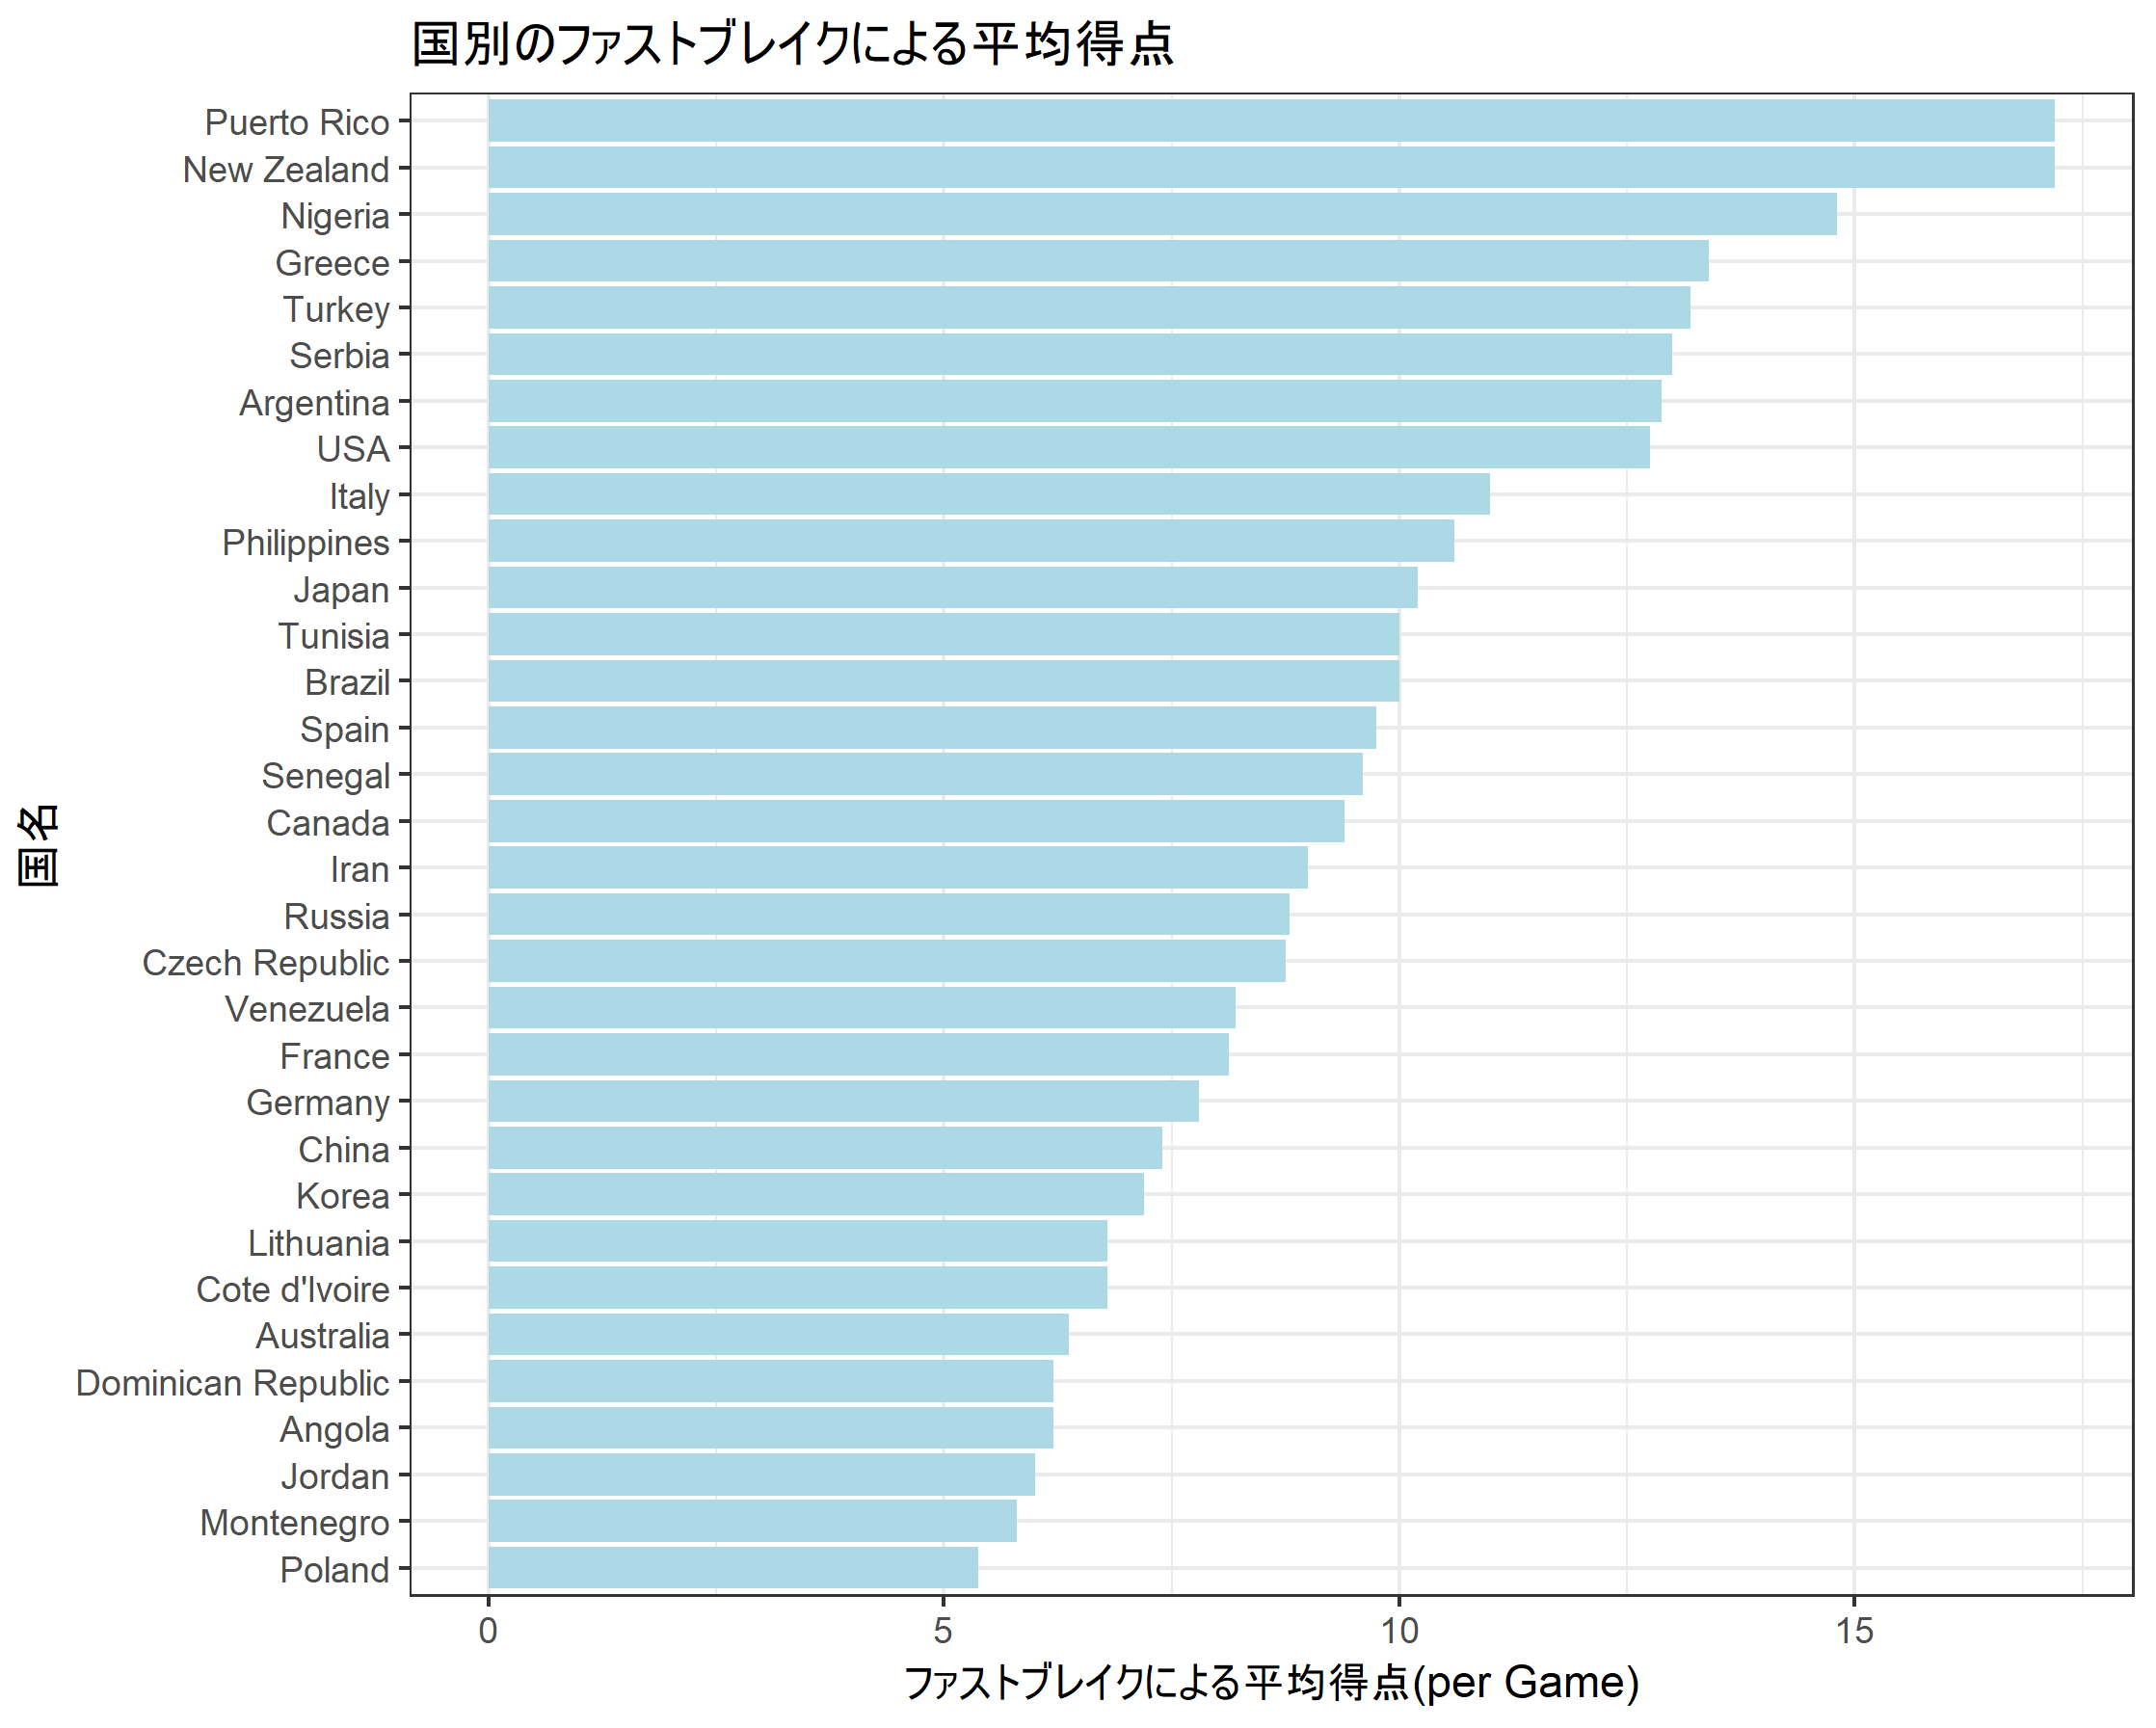 国別のファストブレイクによる平均得点
国名
Puerto Rico
New Zealand
Nigeria
Greece
Turkey
Serbia
Argentina
USA
Italy
Philippines
Japan
Tunisia
Brazil
Spain
Senegal
Canada
Iran
Russia
Czech Republic
Venezuela
France
Germany
China
Korea
Lithuania
Cote d'Ivoire
Australia
Dominican Republic
Angola
Jordan
Montenegro
Poland
0 5 10 15
ファストブレイクによる平均得点(per Game)